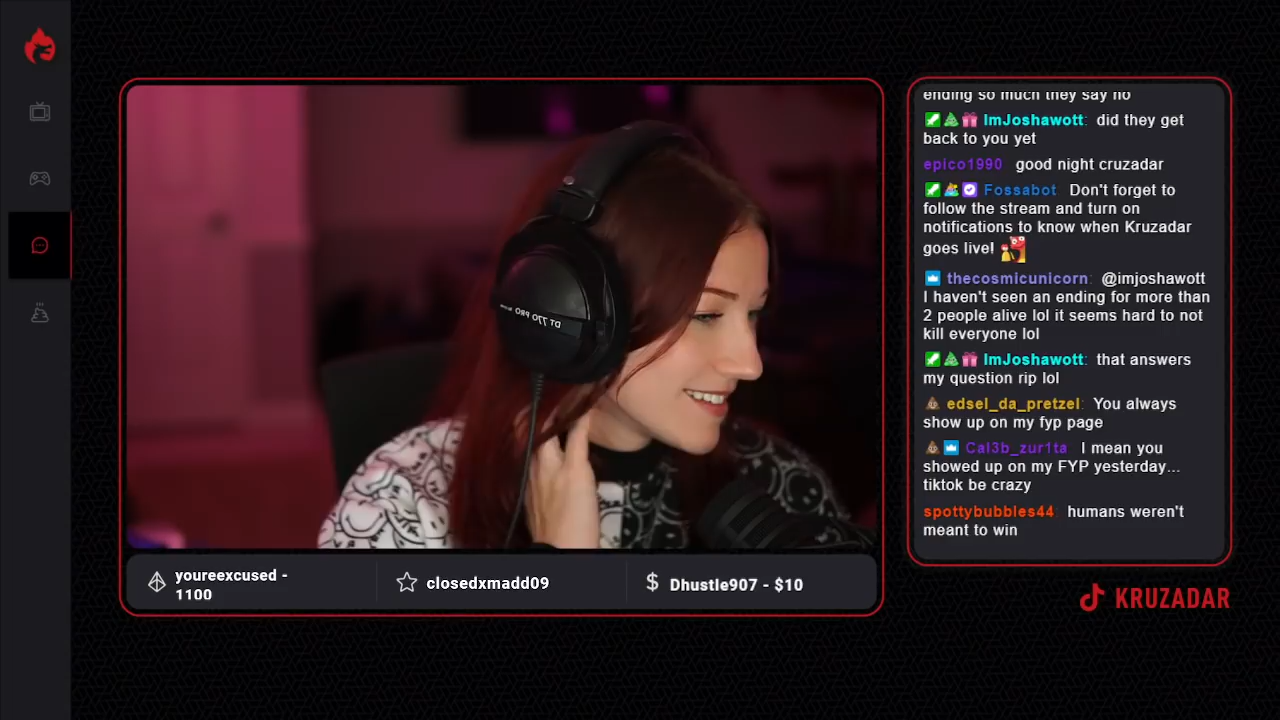 ending so much they say no
ImJoshawott: did they get
back to you yet
epico1990 good night cruzadar
Fossabot: Don't forget to
follow the stream and turn on
notifications to know when Kruzadar
goes live!
thecosmicunicorn: @imjoshawott
I haven't seen an ending for more than
2 people alive lol it seems hard to not
kill everyone lol
ImJoshawott: that answers
my question rip lol
edsel_da_pretzel: You always
show up on my fyp page
Cal3b_zur1ta I mean you
showed up on my FYP yesterday...
tiktok be crazy
spottybubbles44: humans weren't
meant to win
DT 770 PRO
youreexcused -
1100
closedxmadd09
$ Dhustle907 - $10
KRUZADAR